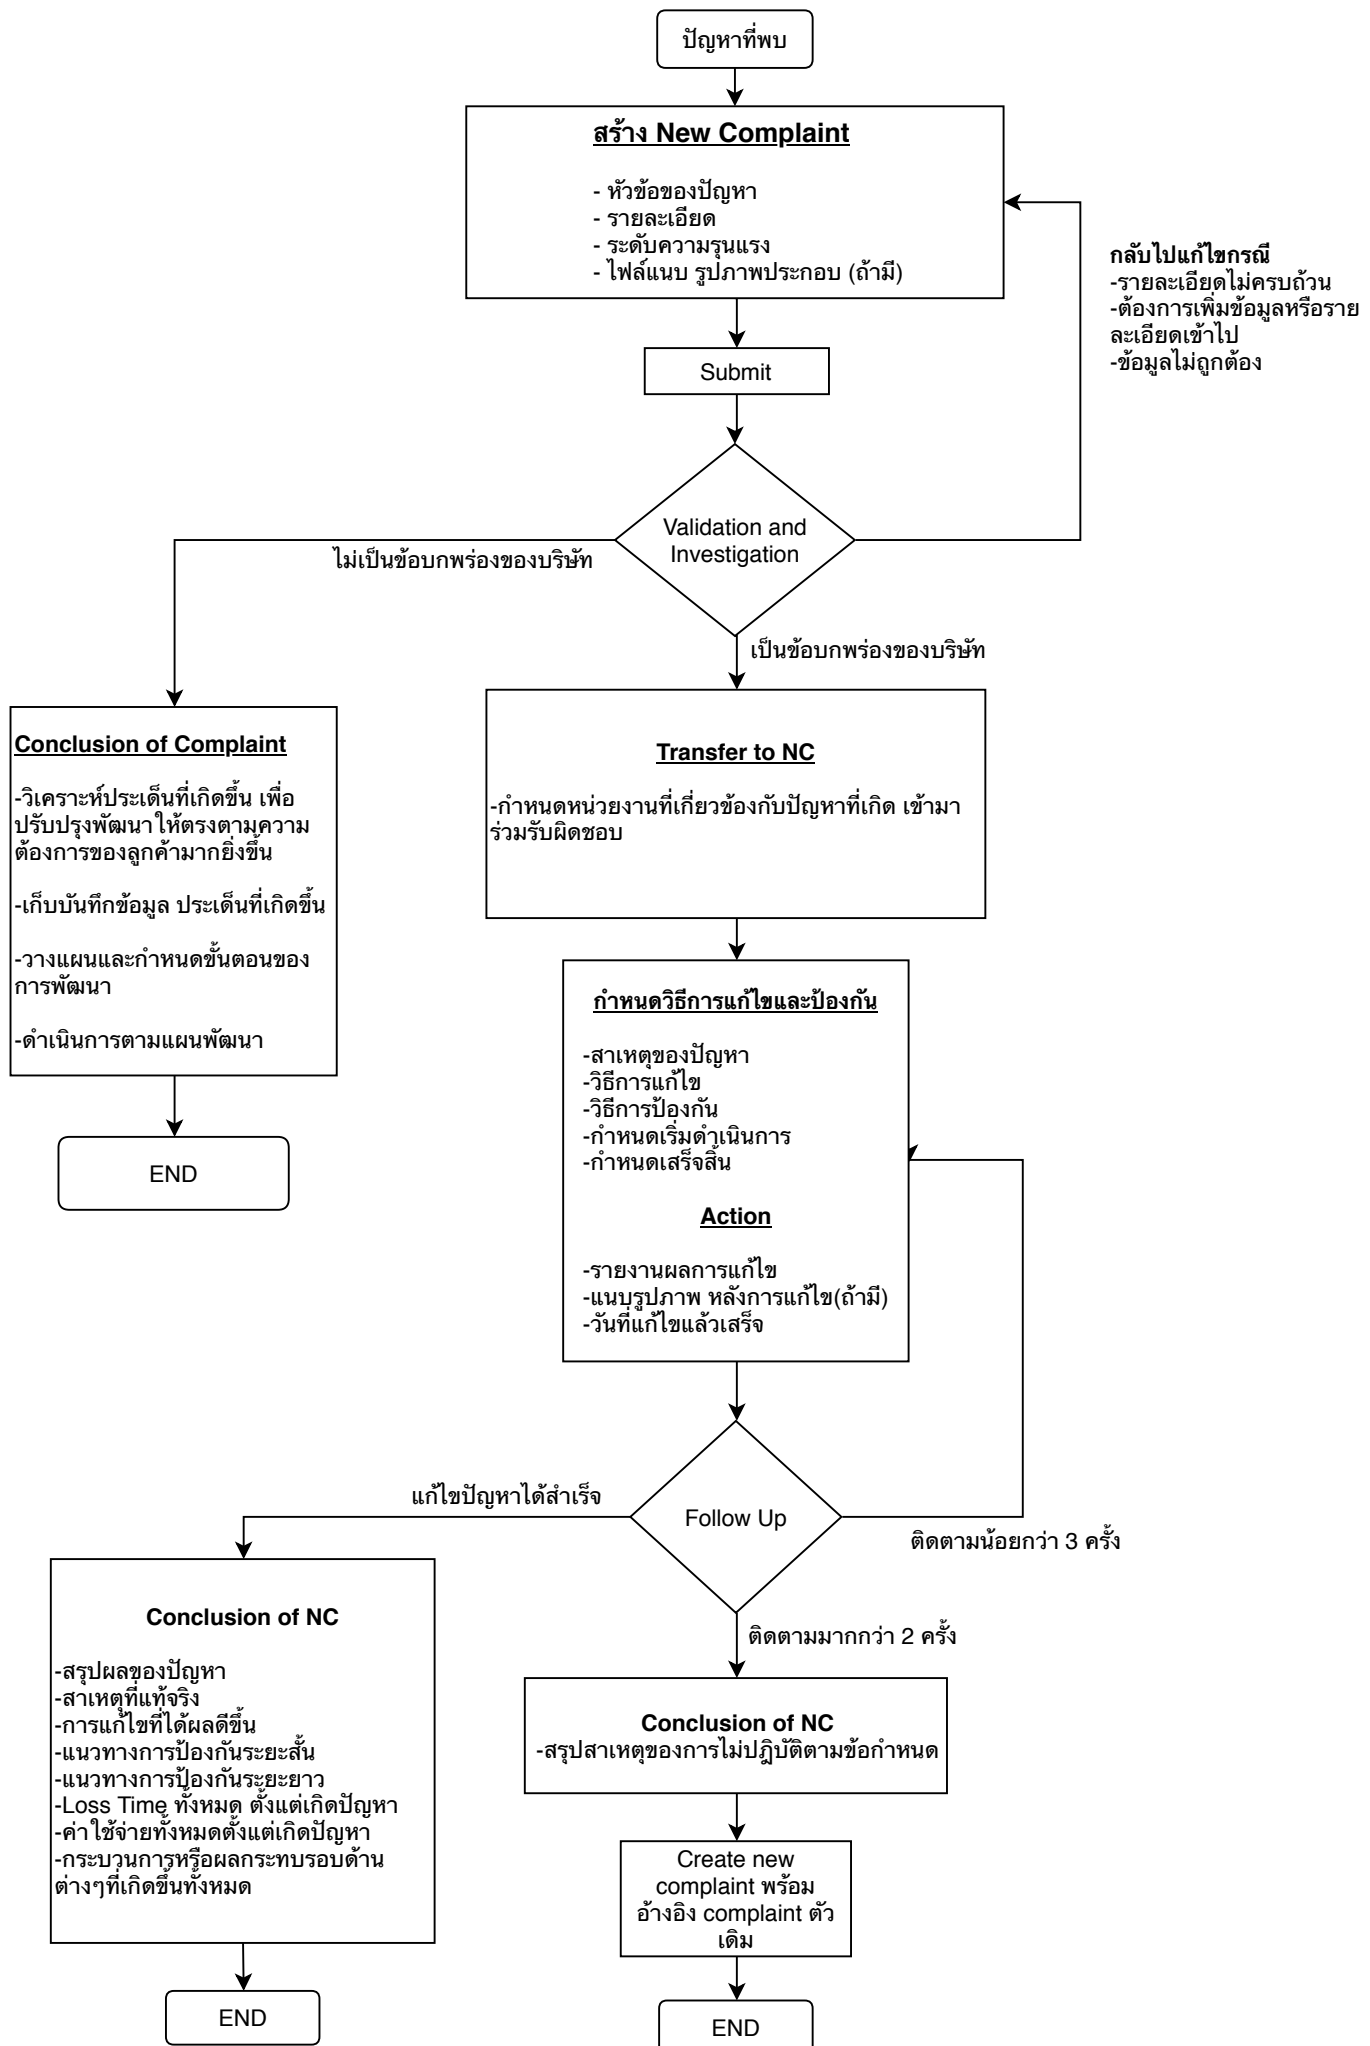 ปัญหาที่พบ
สร้าง New Complaint
- หัวข้อของปัญหา
- รายละเอียด
- ระดับความรุนแรง
- ไฟล์แนบ รูปภาพประกอบ (ถ้ามี)
กลับไปแก้ไขกรณี
-รายละเอียดไม่ครบถ้วน
-ต้องการเพิ่มข้อมูลหรือราย
ละเอียดเข้าไป
-ข้อมูลไม่ถูกต้อง
Submit
Validation and
Investigation
ไม่เป็นข้อบกพร่องของบริษัท
เป็นข้อบกพร่องของบริษัท
Conclusion of Complaint
-วิเคราะห์ประเด็นที่เกิดขึ้น เพื่อ
ปรับปรุงพัฒนาให้ตรงตามความ
ต้องการของลูกค้ามากยิ่งขึ้น
-เก็บบันทึกข้อมูล ประเด็นที่เกิดขึ้น
-วางแผนและกำหนดขั้นตอนของ
การพัฒนา
-ดำเนินการตามแผนพัฒนา
END
Transfer to NC
-กำหนดหน่วยงานที่เกี่ยวข้องกับปัญหาที่เกิด เข้ามา
ร่วมรับผิดชอบ
กำหนดวิธีการแก้ไขและป้องกัน
-สาเหตุของปัญหา
-วิธีการแก้ไข
-วิธีการป้องกัน
-กำหนดเริ่มดำเนินการ
-กำหนดเสร็จสิ้น
Action
-รายงานผลการแก้ไข
-แนบรูปภาพ หลังการแก้ไข(ถ้ามี)
-วันที่แก้ไขแล้วเสร็จ
แก้ไขปัญหาได้สำเร็จ
Follow Up
ติดตามน้อยกว่า 3 ครั้ง
ติดตามมากกว่า 2 ครั้ง
Conclusion of NC
-สรุปผลของปัญหา
-สาเหตุที่แท้จริง
-การแก้ไขที่ได้ผลดีขึ้น
-แนวทางการป้องกันระยะสั้น
-แนวทางการป้องกันระยะยาว
-Loss Time ทั้งหมด ตั้งแต่เกิดปัญหา
-ค่าใช้จ่ายทั้งหมดตั้งแต่เกิดปัญหา
-กระบวนการหรือผลกระทบรอบด้าน
ต่างๆที่เกิดขึ้นทั้งหมด
END
Conclusion of NC
-สรุปสาเหตุของการไม่ปฎิบัติตามข้อกำหนด
Create new
complaint พร้อม
อ้างอิง complaint ตัว
เดิม
END